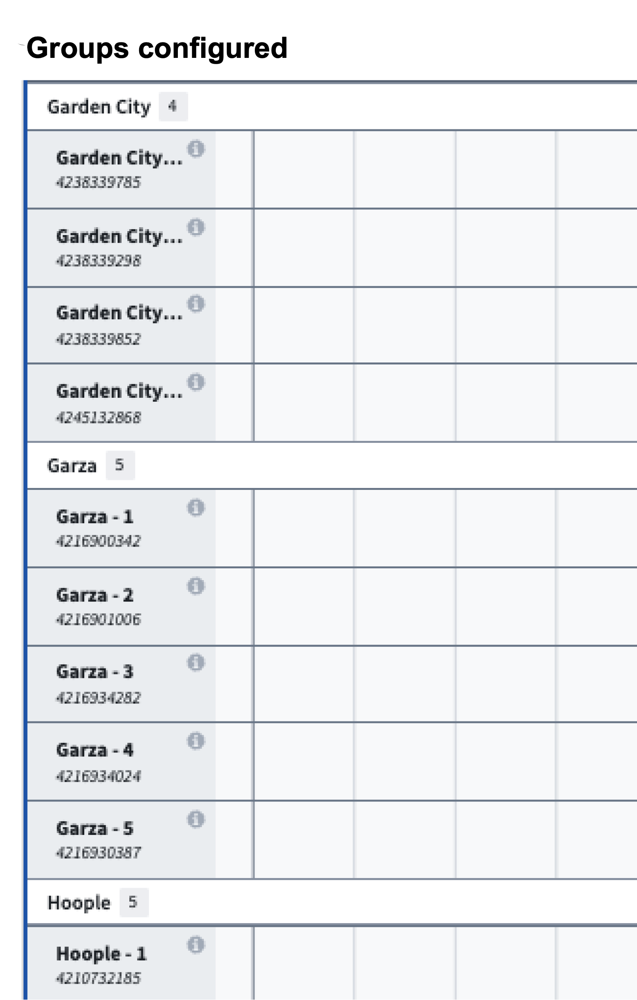 Groups configured
Garden City 4
Garden City...
4238339785
Garden City...
4238339298
Garden City...
4238339852
Garden City...
4245132868
Garza 5
Garza - 1
4216900342
Garza - 2
4216901006
Garza - 3
4216934282
Garza - 4
4216934024
Garza - 5
4216930387
Hoople 5
Hoople - 1
4210732185